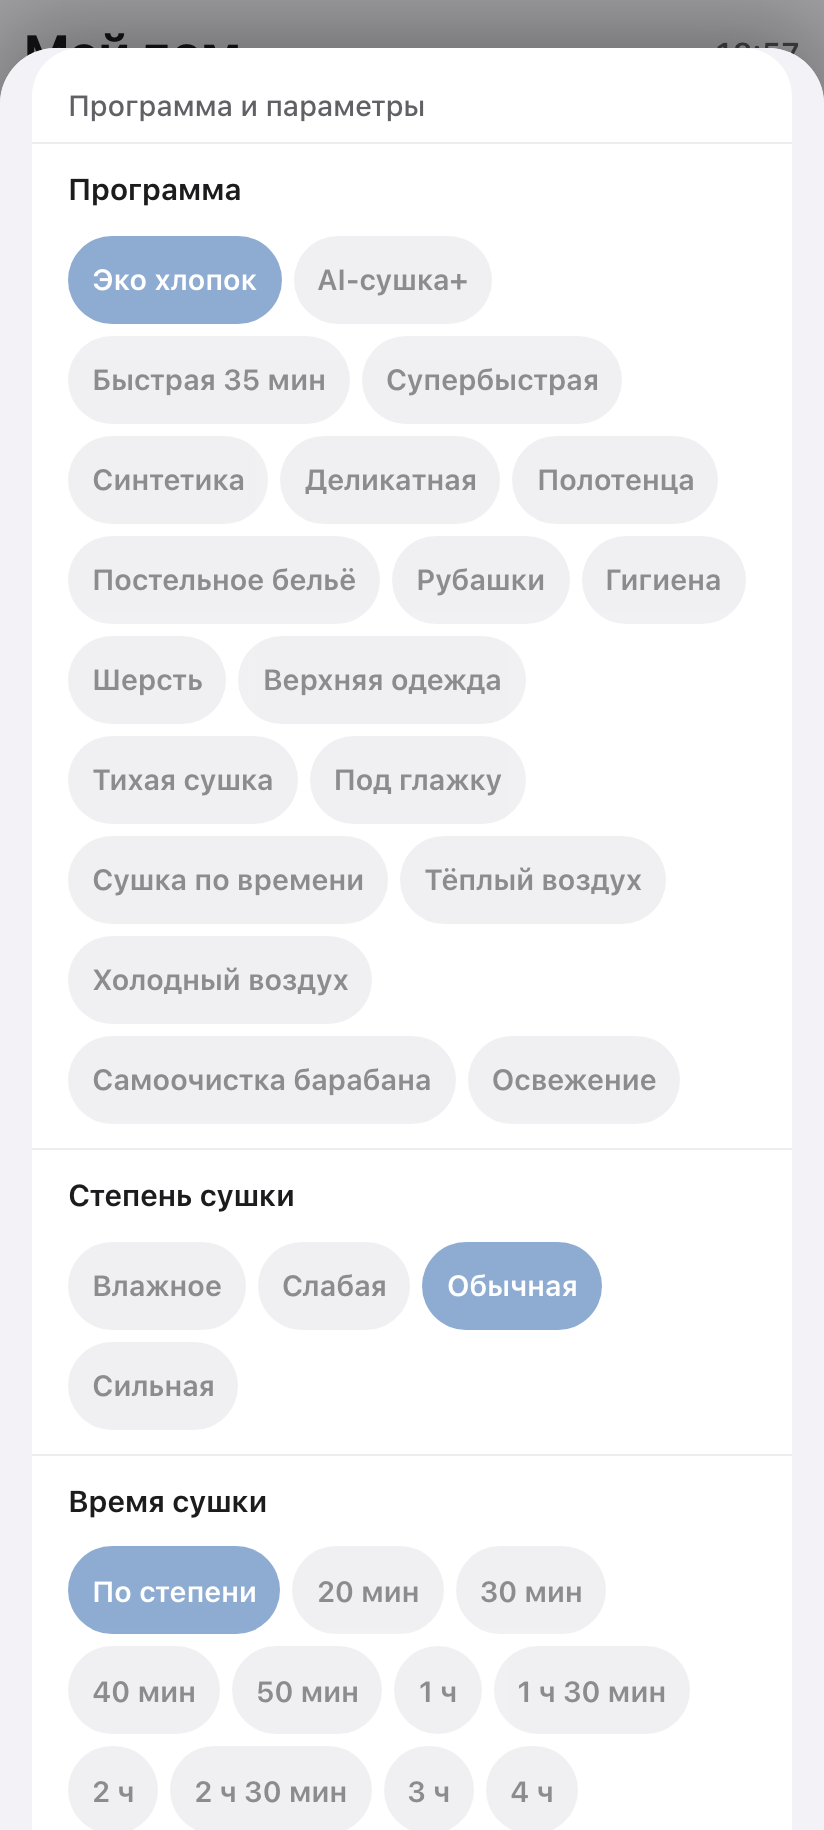 Программа и параметры
Программа
Эко хлопок AI-сушка+
Быстрая 35 мин Супербыстрая
Синтетика Деликатная Полотенца
Постельное бельё Рубашки Гигиена
Шерсть Верхняя одежда
Тихая сушка Под глажку
Сушка по времени Тёплый воздух
Холодный воздух
Самоочистка барабана Освежение
Степень сушки
Влажное Слабая Обычная
Сильная
Время сушки
По степени 20 мин 30 мин
40 мин 50 мин 1 ч 1 ч 30 мин
2 ч 2 ч 30 мин 3 ч 4 ч